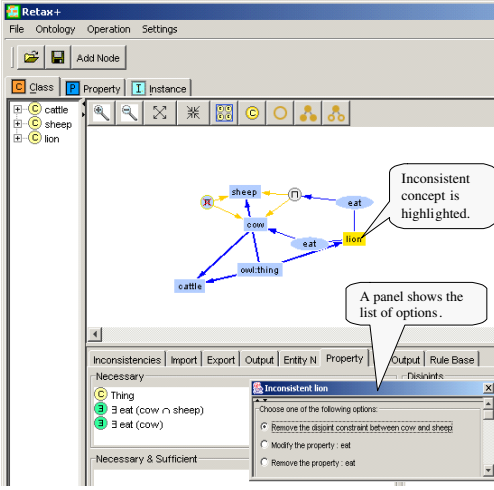 Retax+
File Ontology Operation Settings
Add Node
C Class P Property I Instance
C cattle
C sheep
C lion
C
sheep
π
⊓
eat
cow
eat
lion
owl:thing
cattle
Inconsistent
concept is
highlighted.
A panel shows the
list of options.
Inconsistencies Import Export Output Entity N Property Output Rule Base
Necessary
Disjoints
C Thing
∃ ∃ eat (cow ∩ sheep)
∃ ∃ eat (cow)
Necessary & Sufficient
Inconsistent lion X
Choose one of the following options:
Remove the disjoint constraint between cow and sheep
Modify the property : eat
Remove the property : eat